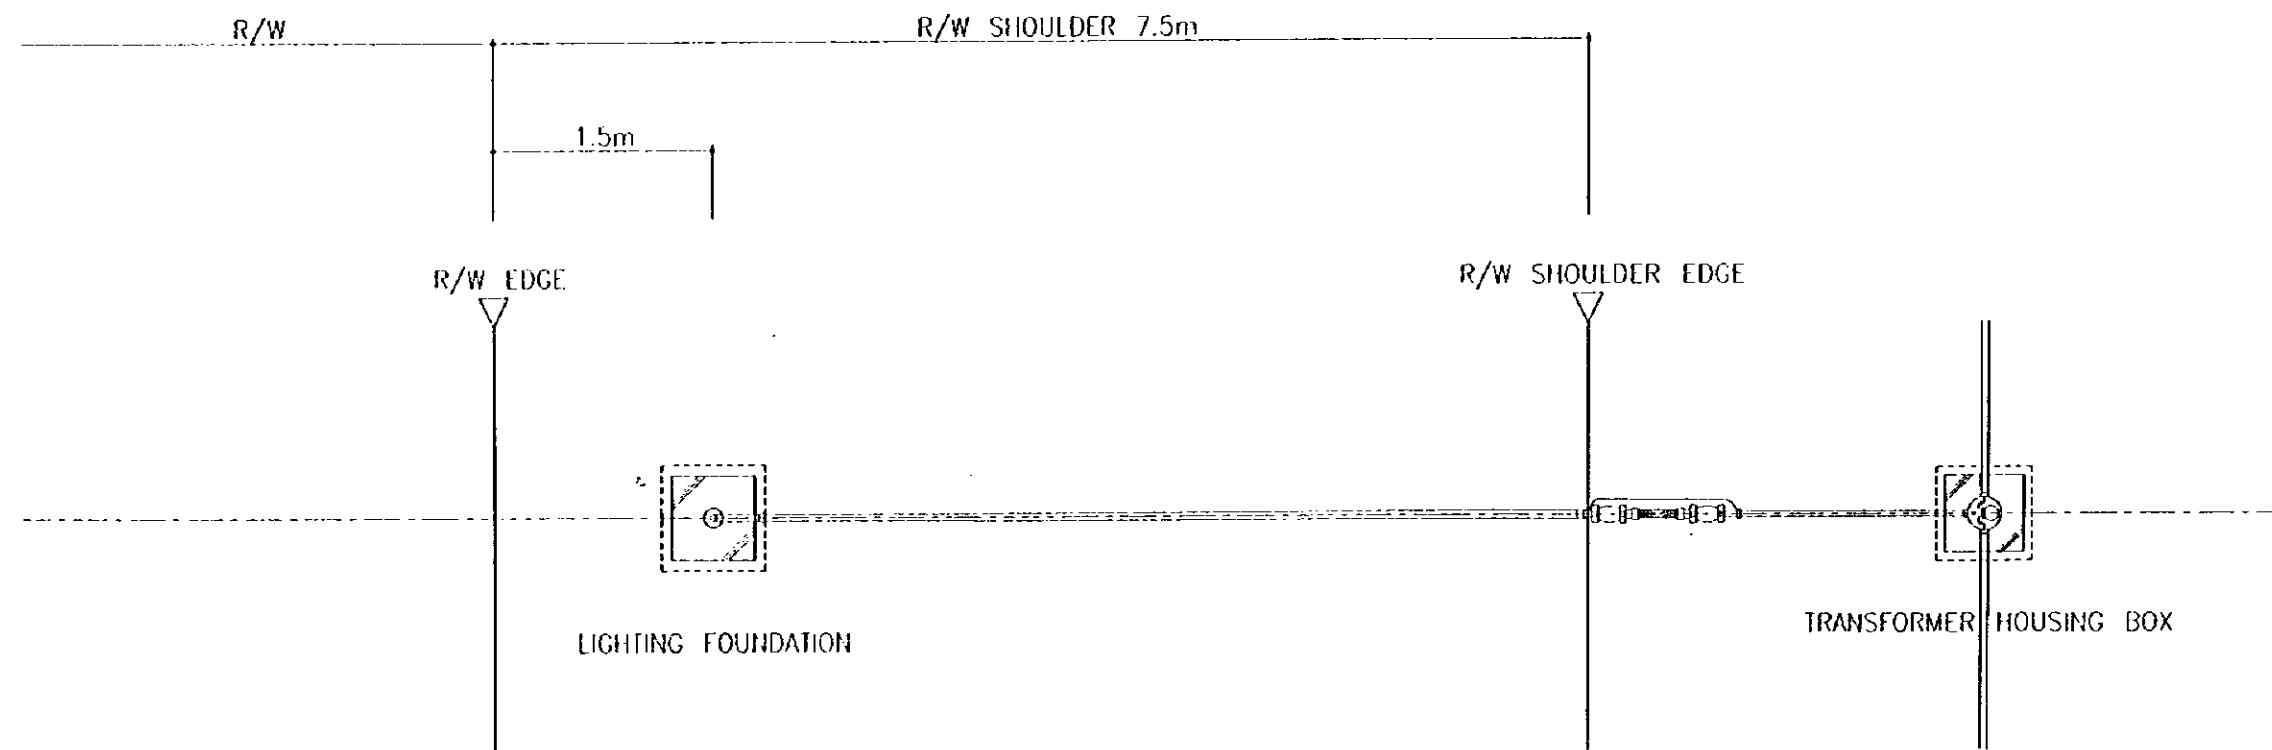 R/W
R/W SHOULDER 7.5m
1.5m
R/W EDGE
R/W SHOULDER EDGE
LIGHTING FOUNDATION
TRANSFORMER HOUSING BOX